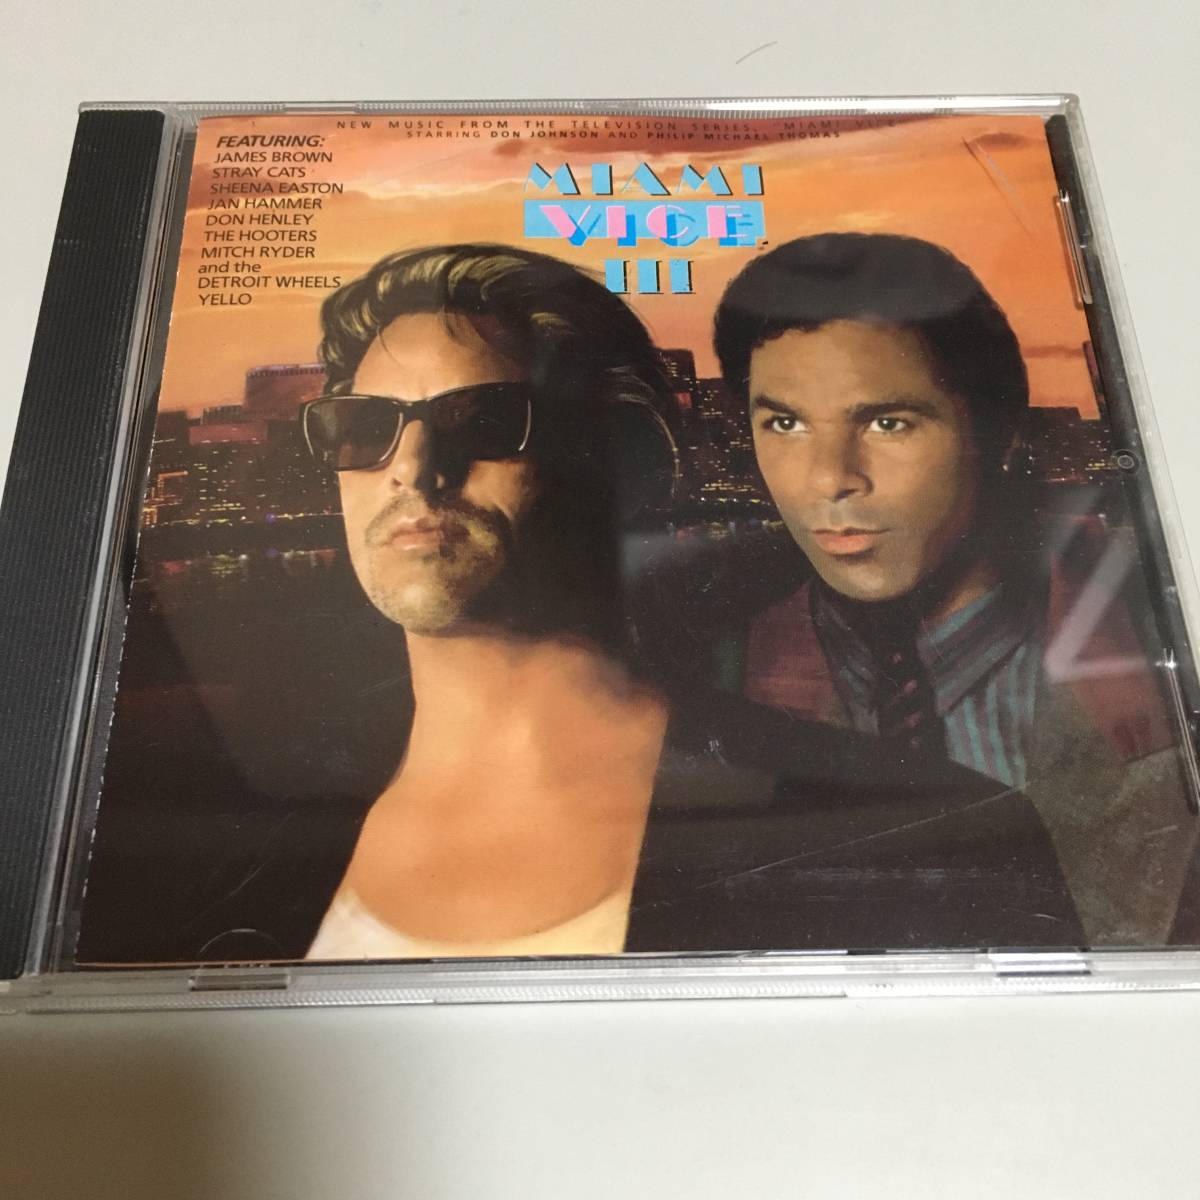 NEW MUSIC FROM THE TELEVISION SERIES, "MIAMI VICE"
STARRING DON JOHNSON AND PHILIP MICHAEL THOMAS
FEATURING:
JAMES BROWN
STRAY CATS
SHEENA EASTON
JAN HAMMER
DON HENLEY
THE HOOTERS
MITCH RYDER
and the
DETROIT WHEELS
YELLO
MIAMI
VICE
III